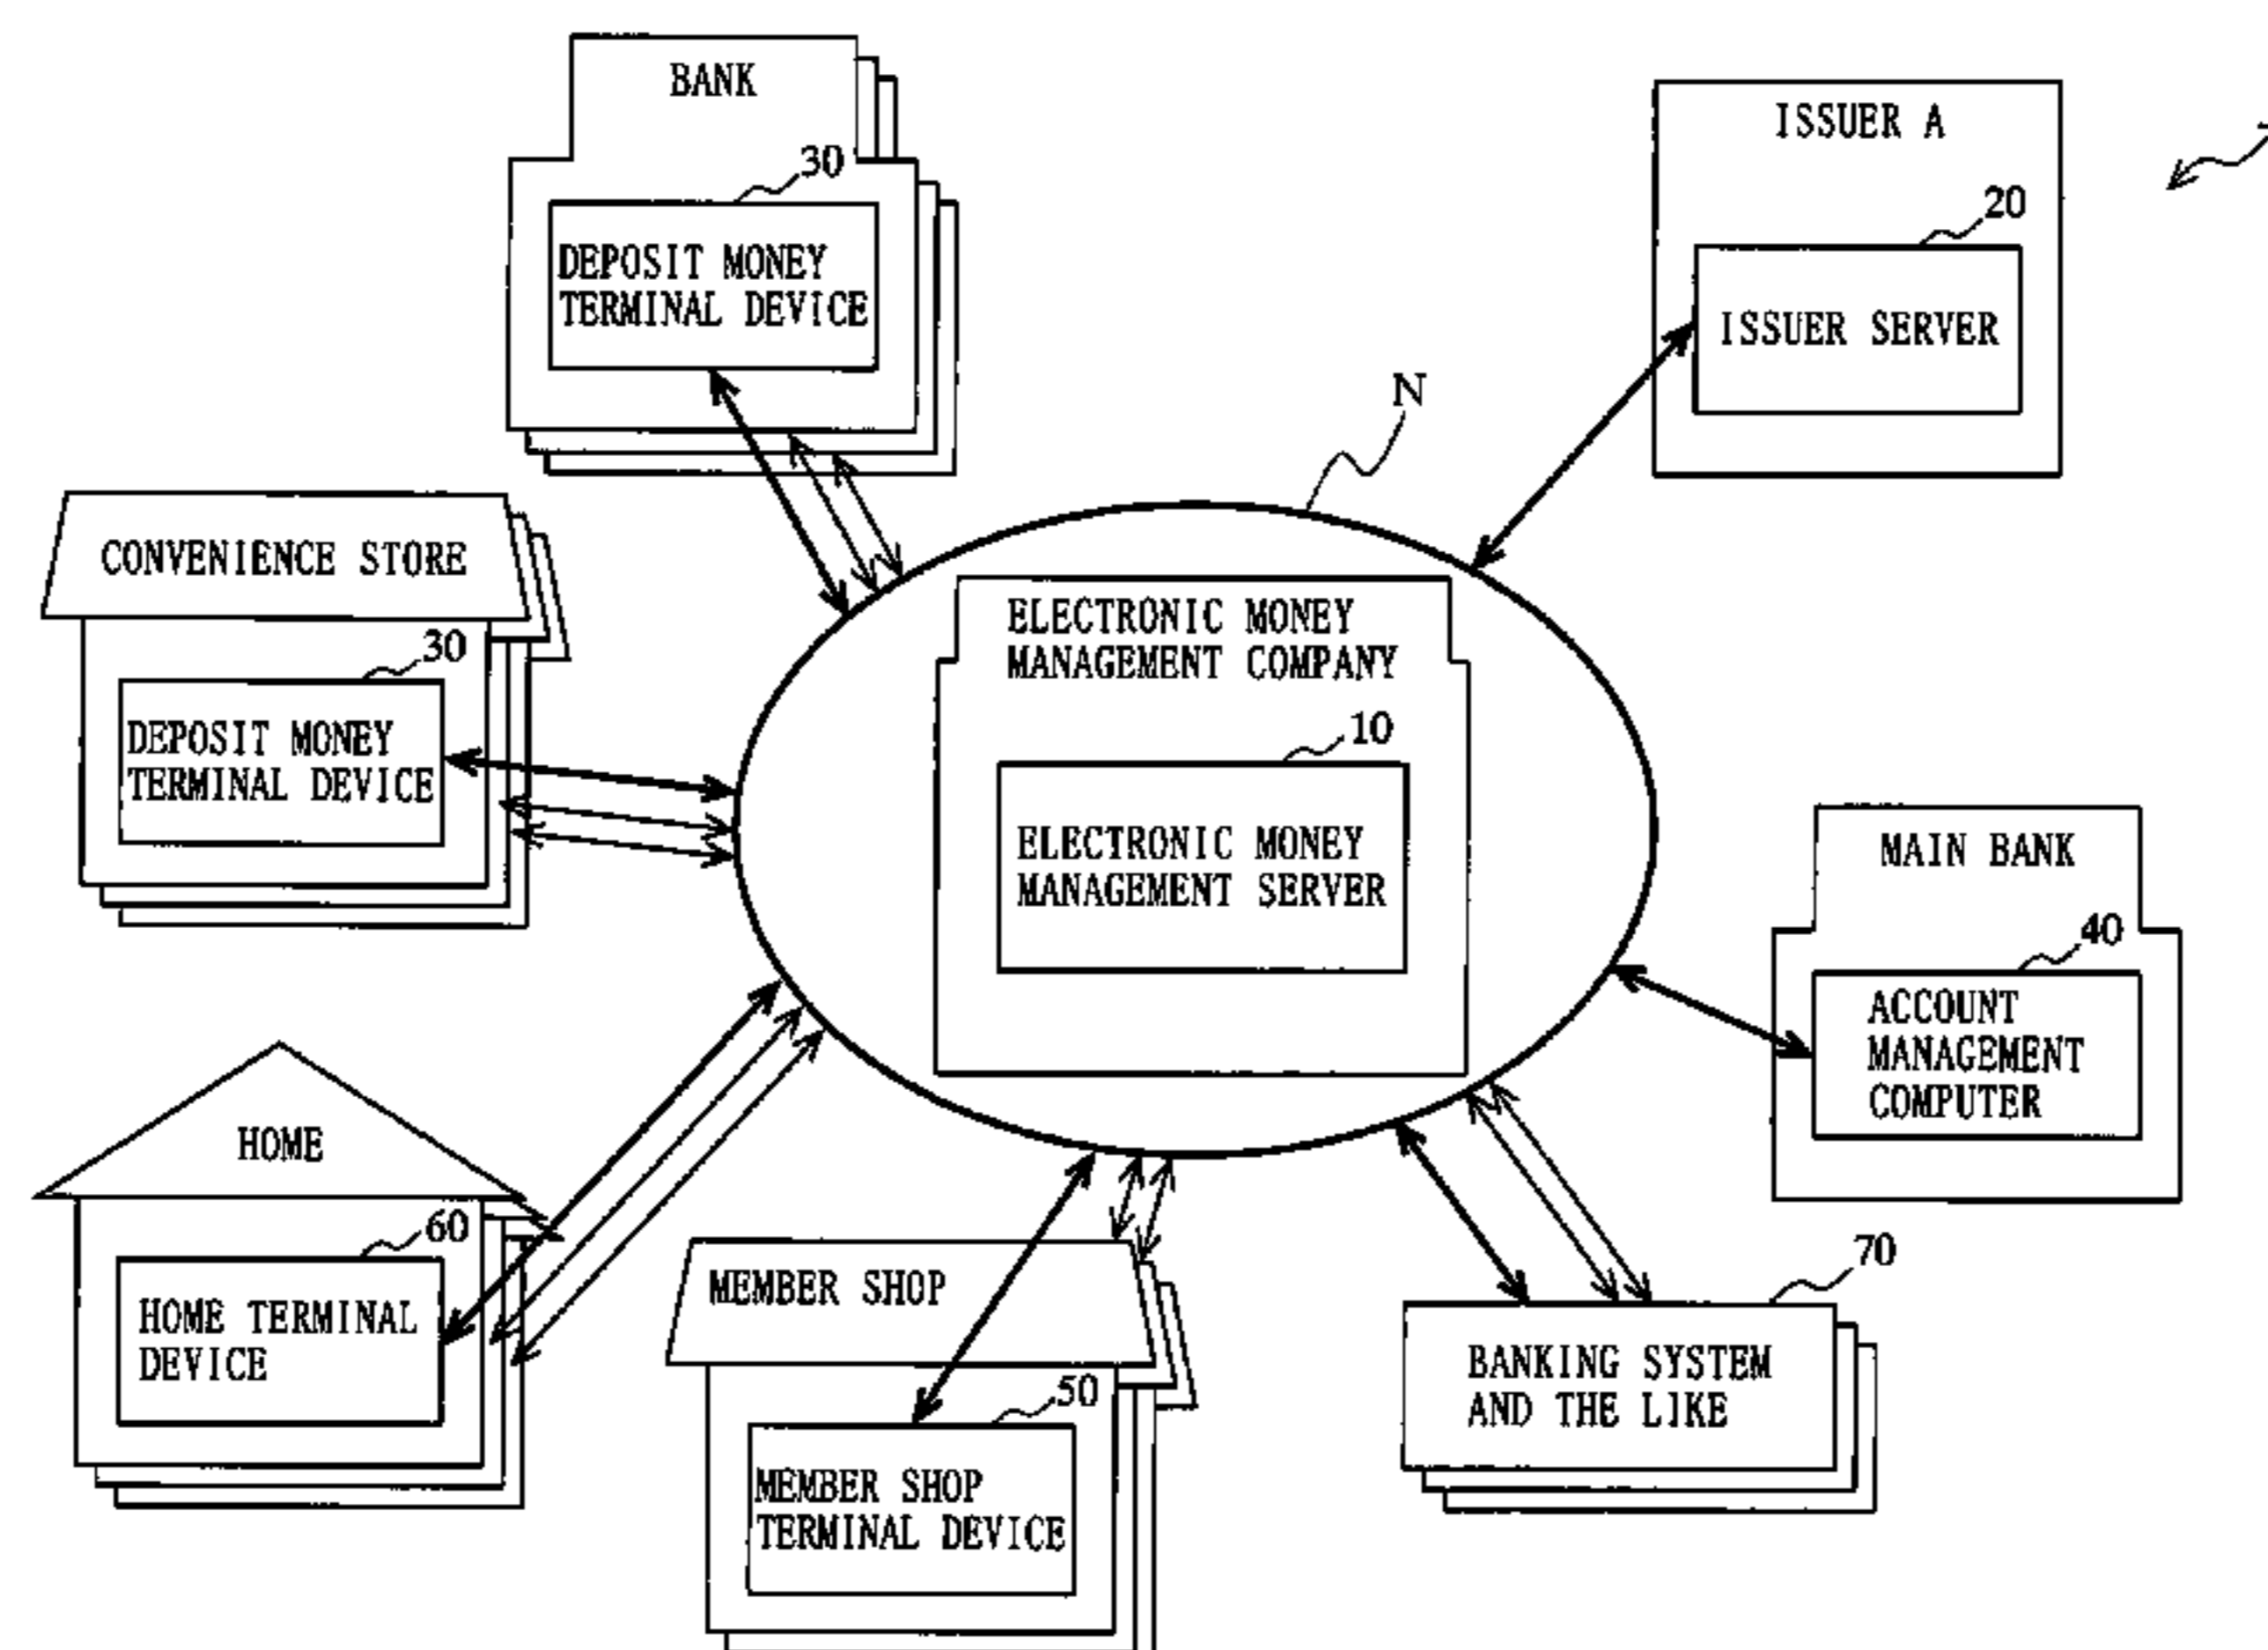 BANK
30
DEPOSIT MONEY
TERMINAL DEVICE
ISSUER A
20
ISSUER SERVER
N
CONVENIENCE STORE
30
DEPOSIT MONEY
TERMINAL DEVICE
ELECTRONIC MONEY
MANAGEMENT COMPANY
10
ELECTRONIC MONEY
MANAGEMENT SERVER
MAIN BANK
40
ACCOUNT
MANAGEMENT
COMPUTER
HOME
60
HOME TERMINAL
DEVICE
MEMBER SHOP
50
MEMBER SHOP
TERMINAL DEVICE
70
BANKING SYSTEM
AND THE LIKE